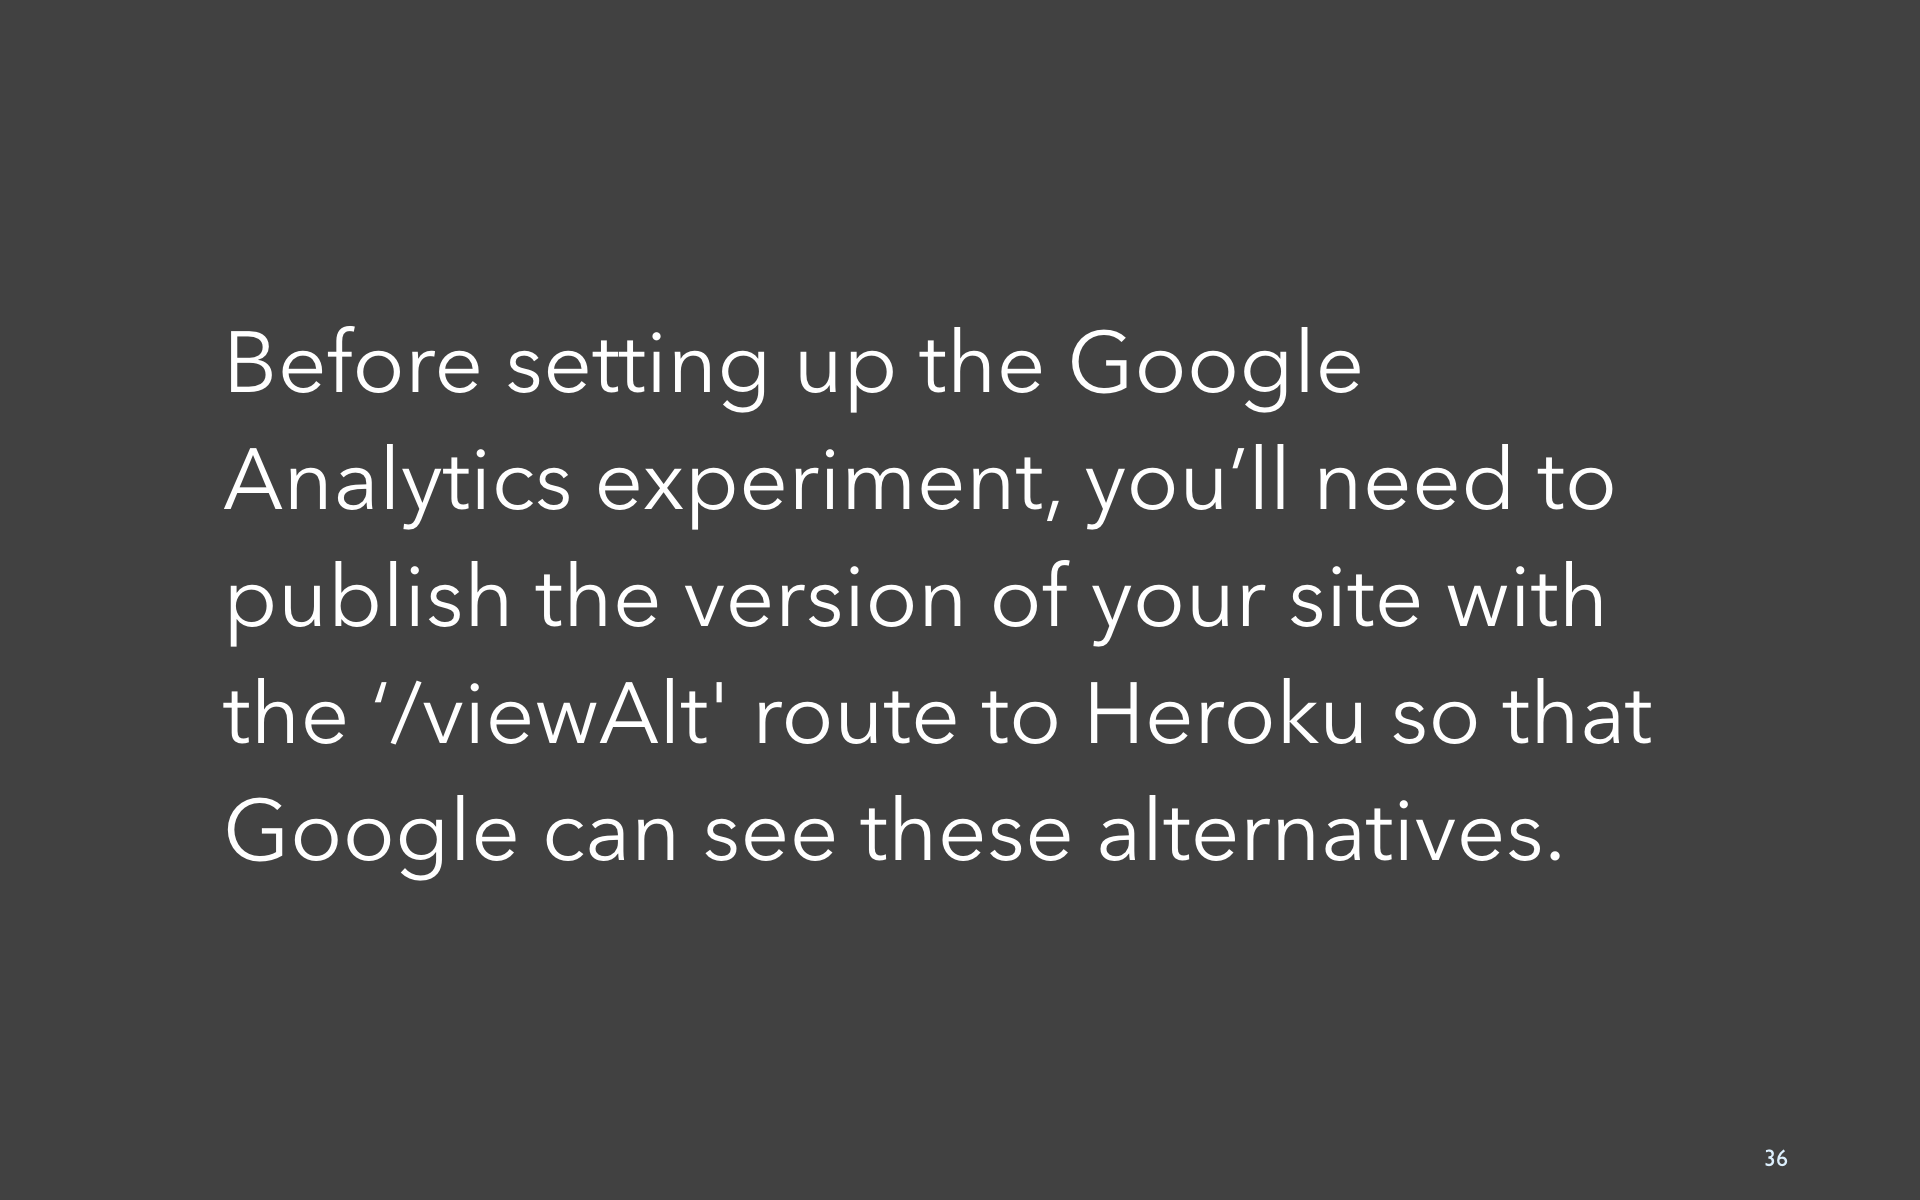 Before setting up the Google
Analytics experiment, you’ll need to
publish the version of your site with
the ‘/viewAlt' route to Heroku so that
Google can see these alternatives.
36